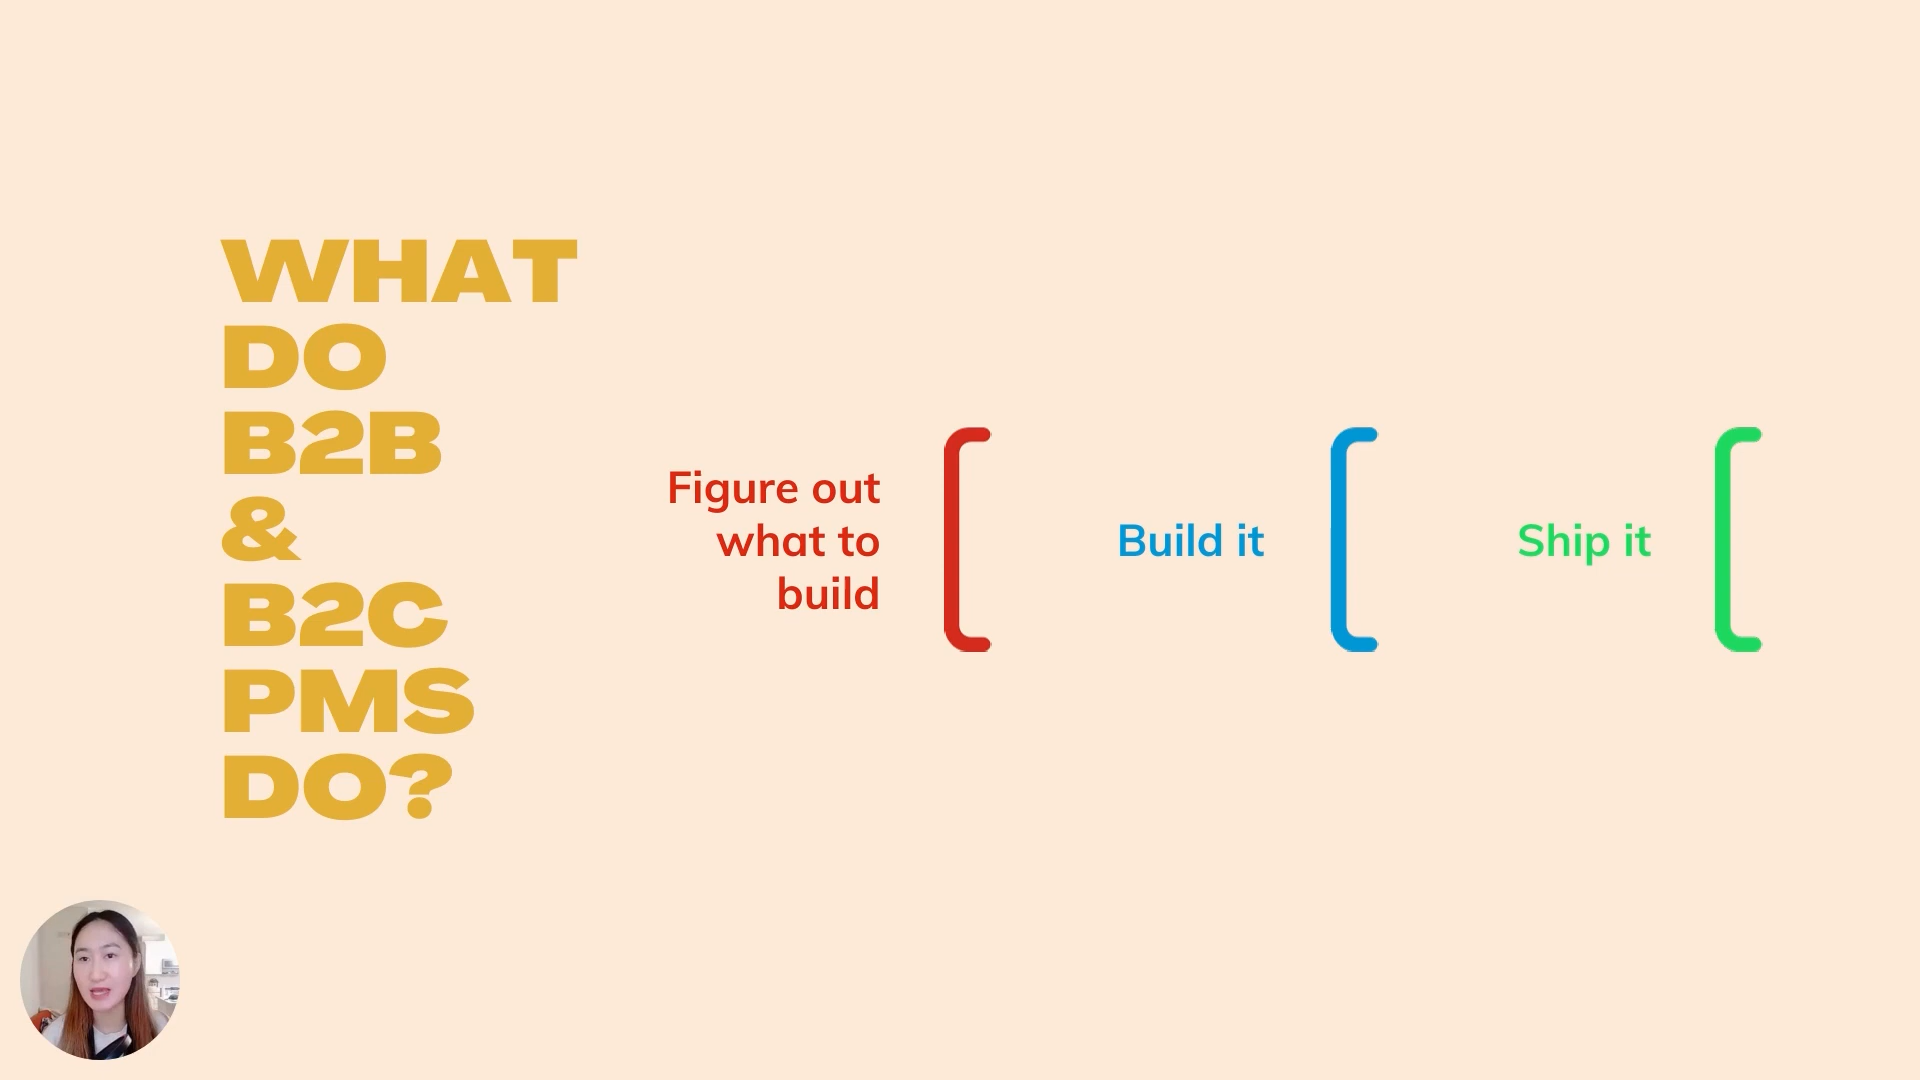 WHAT
DO
B2B
&
B2C
PMS
DO?
Figure out
what to
build
Build it
Ship it